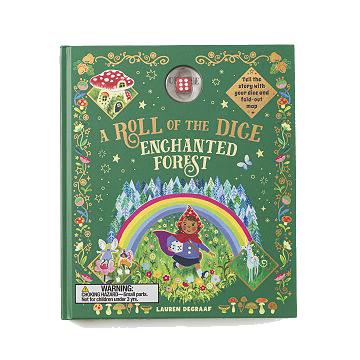 Tell the
story with
your dice and
fold-out
map
A ROLL OF THE DICE
ENCHANTED
FOREST
WARNING:
CHOKING HAZARD—Small parts.
Not for children under 3 yrs.
LAUREN DEGRAAF